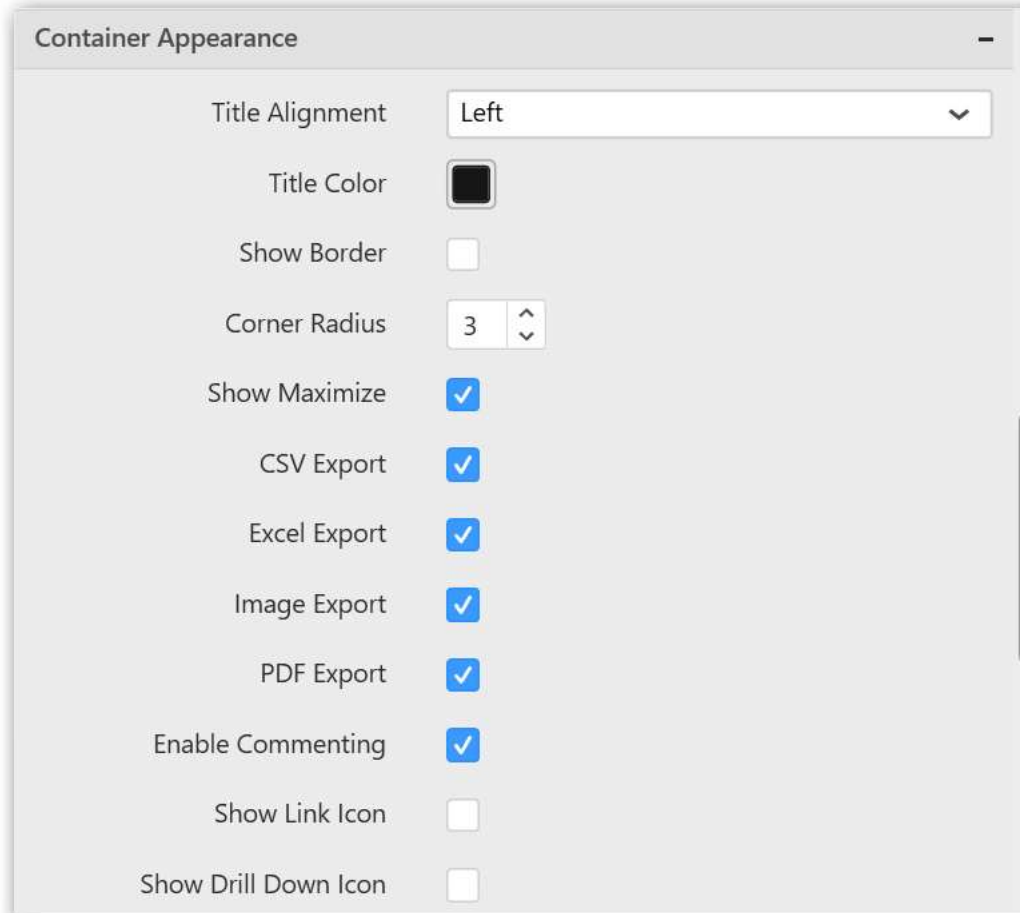 Container Appearance
Title Alignment Left
Title Color
Show Border
Corner Radius 3
Show Maximize
CSV Export
Excel Export
Image Export
PDF Export
Enable Commenting
Show Link Icon
Show Drill Down Icon